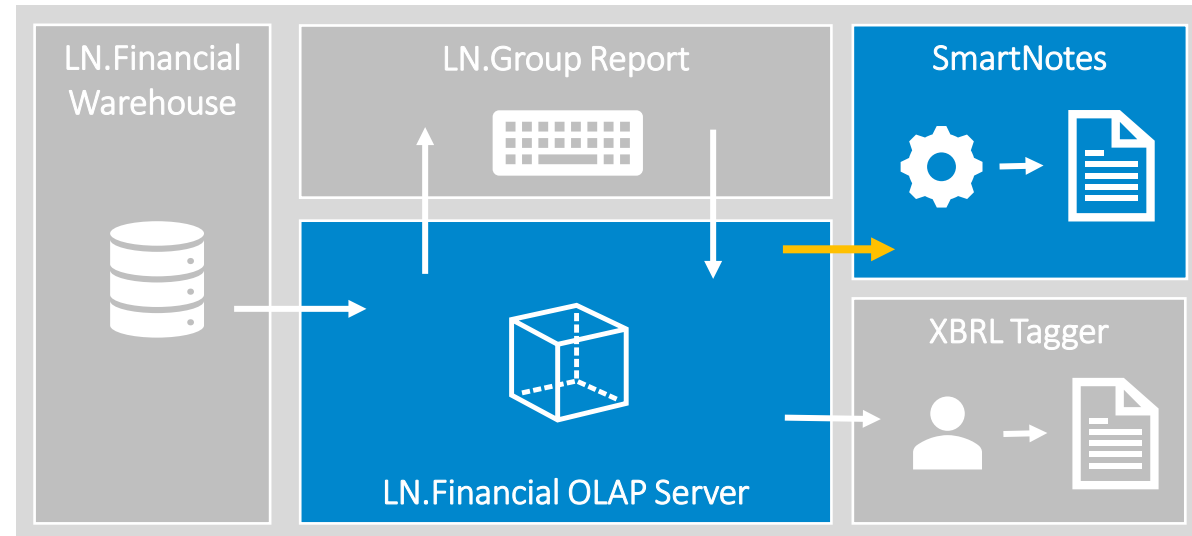 LN.Financial
Warehouse
LN.Group Report
SmartNotes
XBRL Tagger
LN.Financial OLAP Server